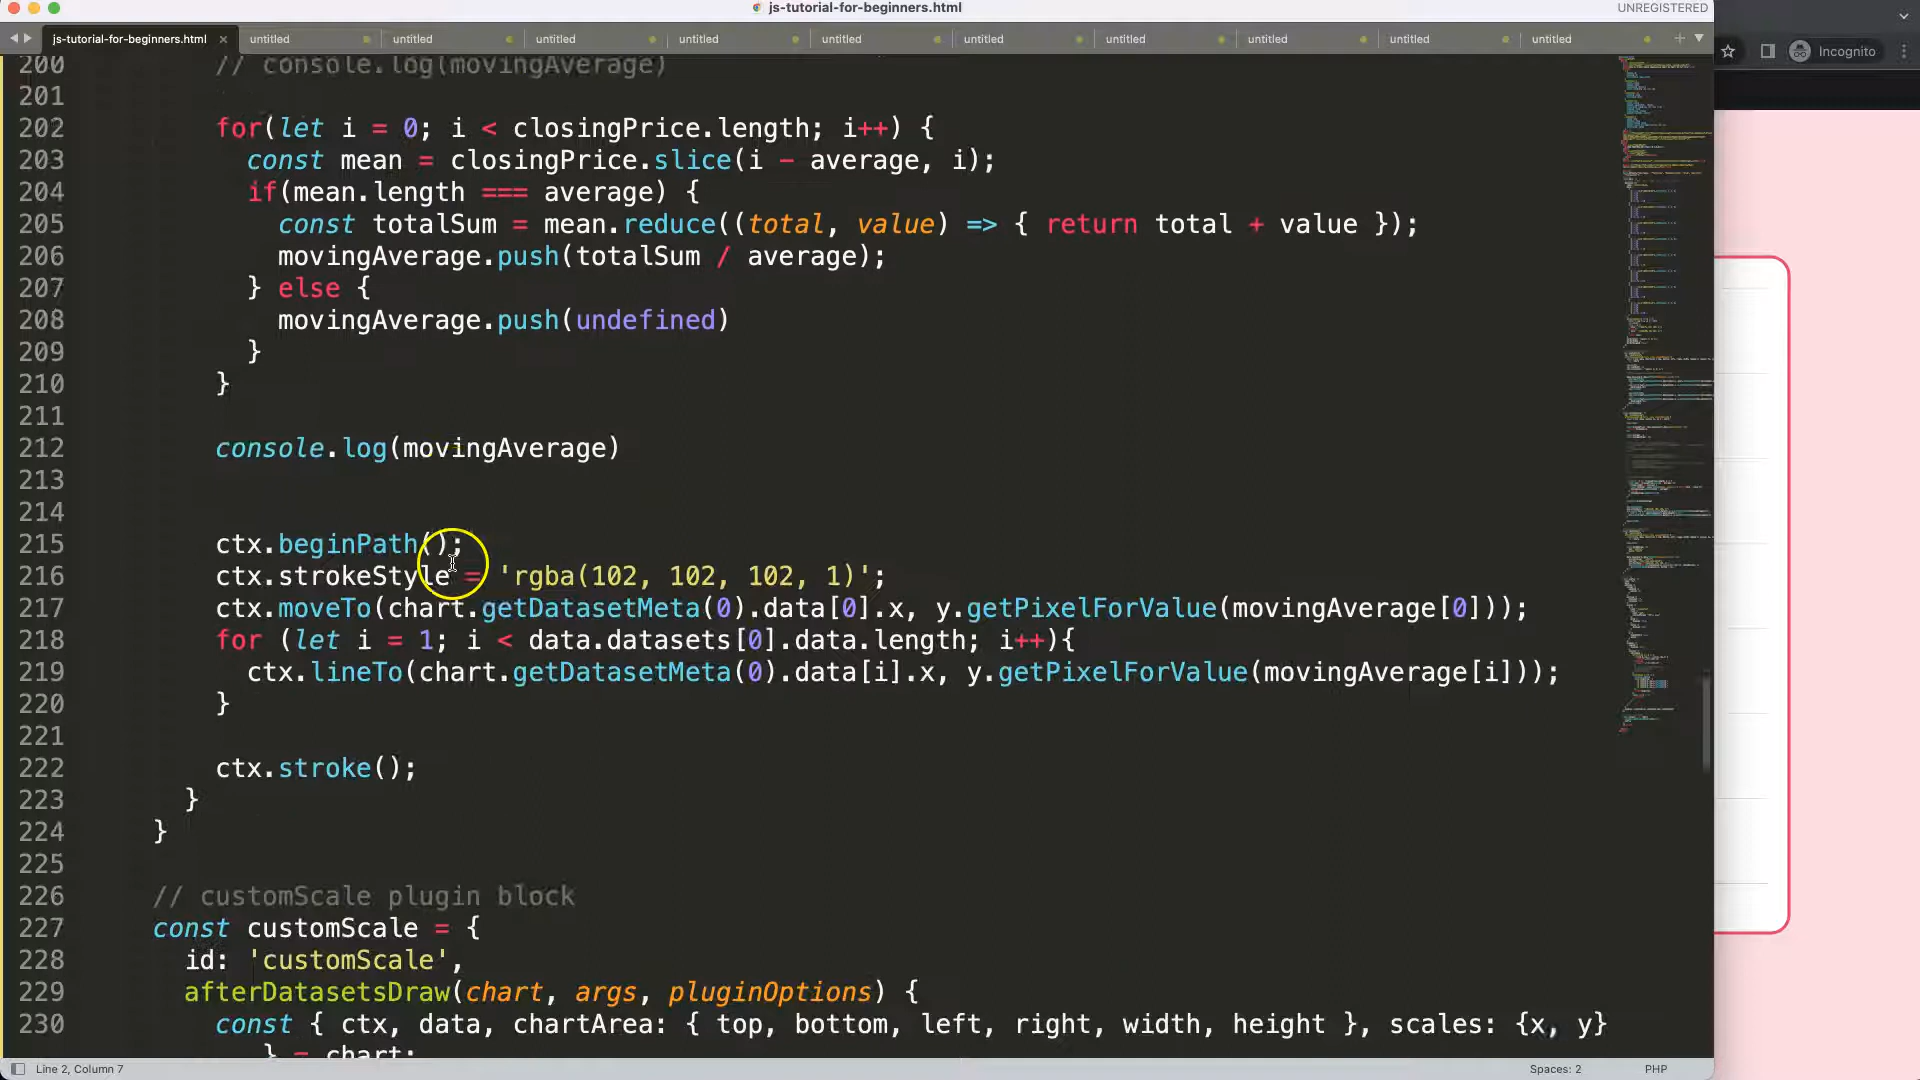 js-tutorial-for-beginners.html
UNREGISTERED
js-tutorial-for-beginners.html × untitled untitled untitled untitled untitled untitled untitled untitled untitled untitled
Incognito
200 // console.log(movingAverage)
201
202 for(let i = 0; i < closingPrice.length; i++) {
203 const mean = closingPrice.slice(i - average, i);
204 if(mean.length === average) {
205 const totalSum = mean.reduce((total, value) => { return total + value });
206 movingAverage.push(totalSum / average);
207 } else {
208 movingAverage.push(undefined)
209 }
210 }
211
212 console.log(movingAverage)
213
214
215 ctx.beginPath();
216 ctx.strokeStyle = 'rgba(102, 102, 102, 1)';
217 ctx.moveTo(chart.getDatasetMeta(0).data[0].x, y.getPixelForValue(movingAverage[0]));
218 for (let i = 1; i < data.datasets[0].data.length; i++){
219 ctx.lineTo(chart.getDatasetMeta(0).data[i].x, y.getPixelForValue(movingAverage[i]));
220 }
221
222 ctx.stroke();
223 }
224 }
225
226 // customScale plugin block
227 const customScale = {
228 id: 'customScale',
229 afterDatasetsDraw(chart, args, pluginOptions) {
230 const { ctx, data, chartArea: { top, bottom, left, right, width, height }, scales: {x, y}
} = chart;
Line 2, Column 7
Spaces: 2
PHP